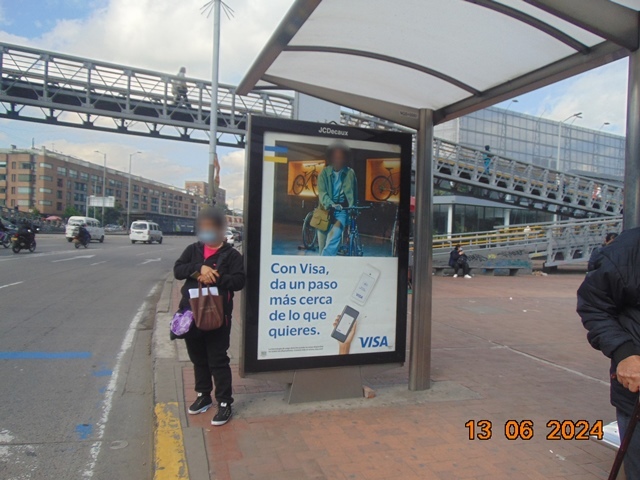 JCDecaux
Con Visa,
da un paso
más cerca
de lo que
quieres.
VISA
13 06 2024